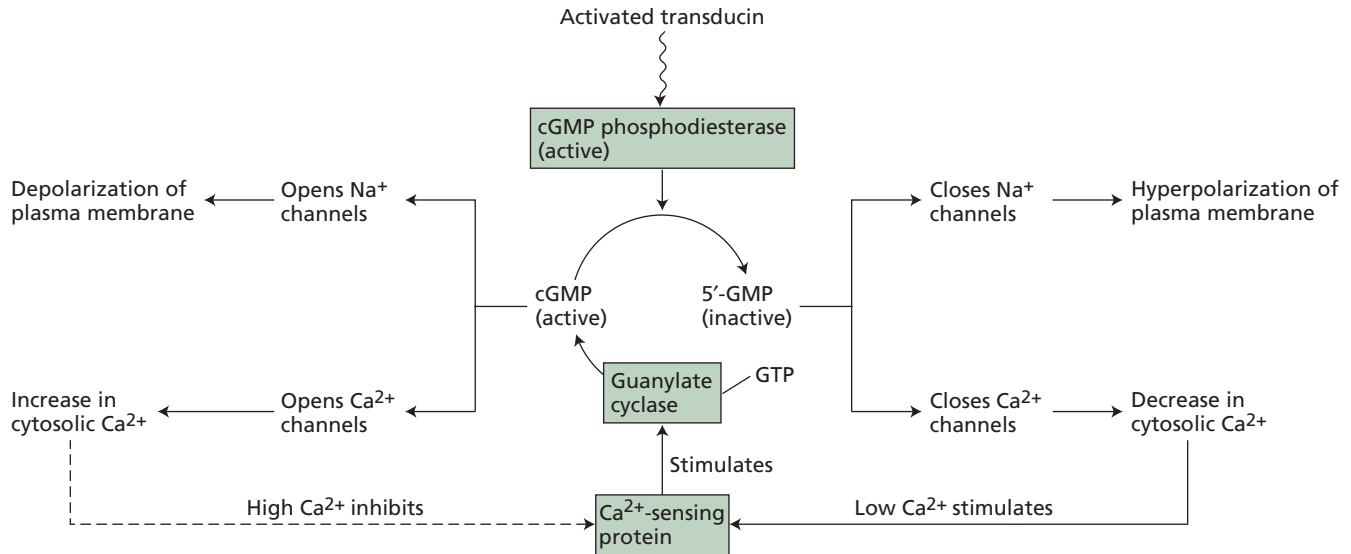 Activated transducin
cGMP phosphodiesterase
(active)
Depolarization of
plasma membrane
Opens Na⁺
channels
Closes Na⁺
channels
Hyperpolarization of
plasma membrane
cGMP
(active)
5′-GMP
(inactive)
Guanylate
cyclase
GTP
Increase in
cytosolic Ca²⁺
Opens Ca²⁺
channels
Closes Ca²⁺
channels
Decrease in
cytosolic Ca²⁺
Stimulates
High Ca²⁺ inhibits
Ca²⁺-sensing
protein
Low Ca²⁺ stimulates